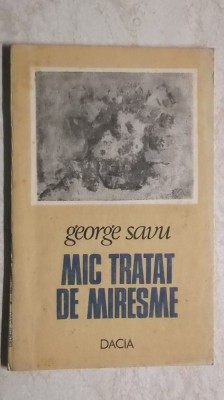 george savu
MIC TRATAT
DE MIRESME
DACIA